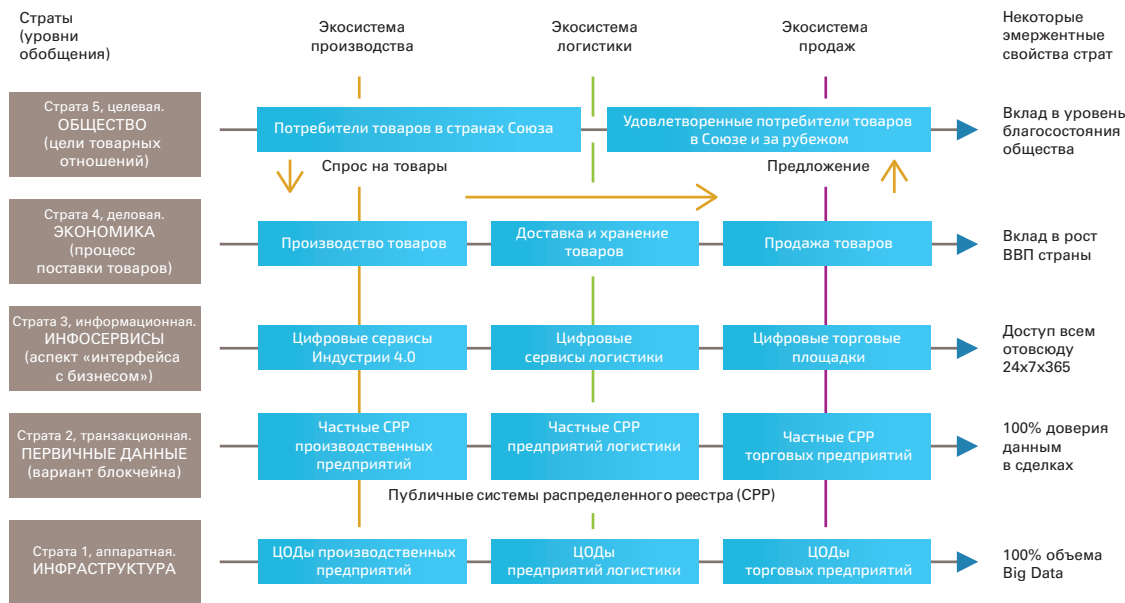 Страты
(уровни
обобщения)
Экосистема
производства
Экосистема
логистики
Экосистема
продаж
Некоторые
эмержентные
свойства страт
Страта 5, целевая.
ОБЩЕСТВО
(цели товарных
отношений)
Потребители товаров в странах Союза
Удовлетворенные потребители товаров
в Союзе и за рубежом
Вклад в уровень
благосостояния
общества
Спрос на товары
Предложение
Страта 4, деловая.
ЭКОНОМИКА
(процесс
поставки товаров)
Производство товаров
Доставка и хранение
товаров
Продажа товаров
Вклад в рост
ВВП страны
Страта 3, информационная.
ИНФОСЕРВИСЫ
(аспект «интерфейса
с бизнесом»)
Цифровые сервисы
Индустрии 4.0
Цифровые
сервисы логистики
Цифровые торговые
площадки
Доступ всем
отовсюду
24x7x365
Страта 2, транзакционная.
ПЕРВИЧНЫЕ ДАННЫЕ
(вариант блокчейна)
Частные СРР
производственных
предприятий
Частные СРР
предприятий логистики
Частные СРР
торговых предприятий
100% доверия
данным
в сделках
Публичные системы распределенного реестра (СРР)
Страта 1, аппаратная.
ИНФРАСТРУКТУРА
ЦОДы производственных
предприятий
ЦОДы
предприятий логистики
ЦОДы
торговых предприятий
100% объема
Big Data